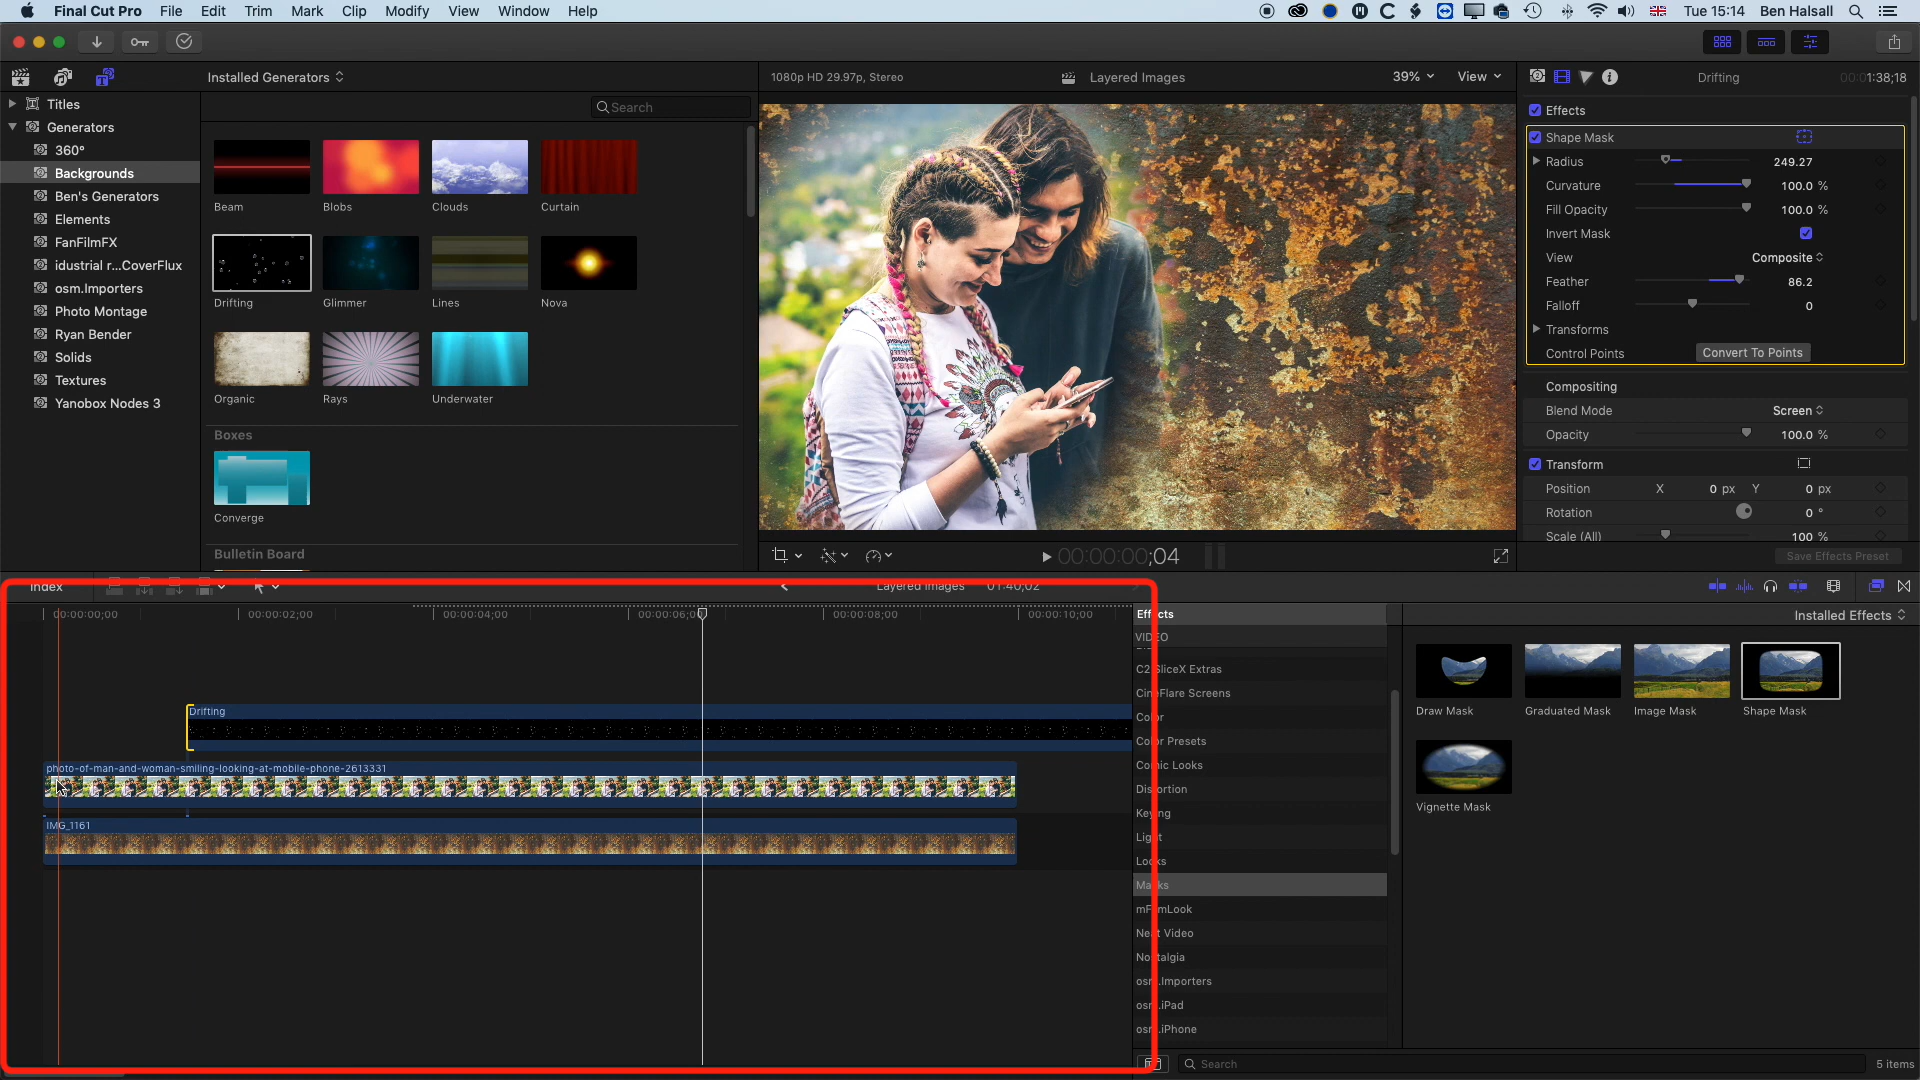 Final Cut Pro File Edit Trim Mark Clip Modify View Window Help
Tue 15:14 Ben Halsall
Installed Generators
1080p HD 29.97p, Stereo
Layered Images
39%
View
Drifting
00:00:01:38;18
Titles
Generators
360°
Backgrounds
Ben's Generators
Elements
FanFilmFX
idustrial r...CoverFlux
osm.Importers
Photo Montage
Ryan Bender
Solids
Textures
Yanobox Nodes 3
Search
Beam
Blobs
Clouds
Curtain
Drifting
Glimmer
Lines
Nova
Organic
Rays
Underwater
Boxes
Converge
Bulletin Board
Effects
Shape Mask
Radius 249.27
Curvature 100.0 %
Fill Opacity 100.0 %
Invert Mask
View Composite
Feather 86.2
Falloff 0
Transforms
Control Points Convert To Points
Compositing
Blend Mode Screen
Opacity 100.0 %
Transform
Position X 0 px Y 0 px
Rotation 0 °
Scale (All) 100 %
Save Effects Preset
00:00:00;04
Index
Layered Images 01:40;02
00:00:00;00
00:00:02;00
00:00:04;00
00:00:06;00
00:00:08;00
00:00:10;00
Drifting
photo-of-man-and-woman-smiling-looking-at-mobile-phone-2613331
IMG_1161
Effects
VIDEO
C2 SliceX Extras
CineFlare Screens
Color
Color Presets
Comic Looks
Distortion
Keying
Light
Looks
Masks
mFilmLook
Neat Video
Nostalgia
osm.Importers
osm.iPad
osm.iPhone
Installed Effects
Draw Mask
Graduated Mask
Image Mask
Shape Mask
Vignette Mask
Search
5 items